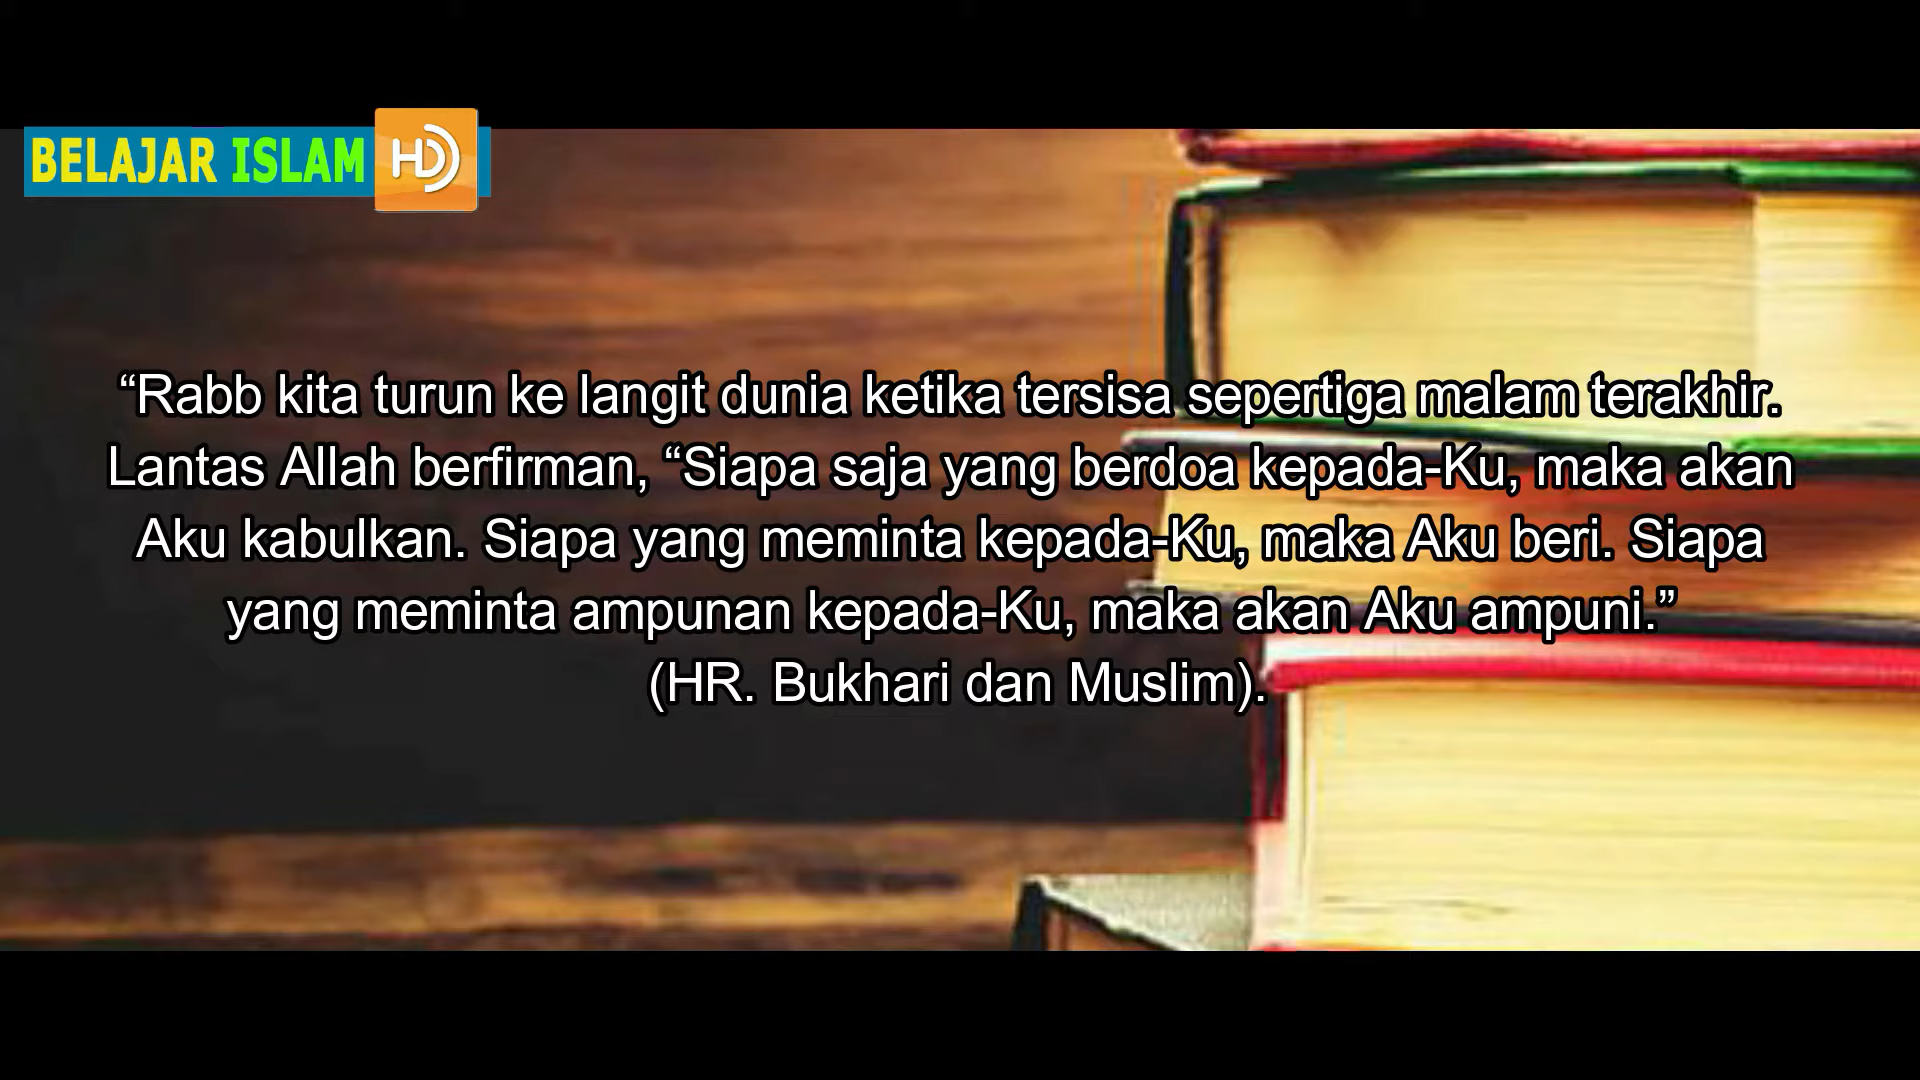 BELAJAR ISLAM HD
“Rabb kita turun ke langit dunia ketika tersisa sepertiga malam terakhir.
Lantas Allah berfirman, “Siapa saja yang berdoa kepada-Ku, maka akan
Aku kabulkan. Siapa yang meminta kepada-Ku, maka Aku beri. Siapa
yang meminta ampunan kepada-Ku, maka akan Aku ampuni.”
(HR. Bukhari dan Muslim).